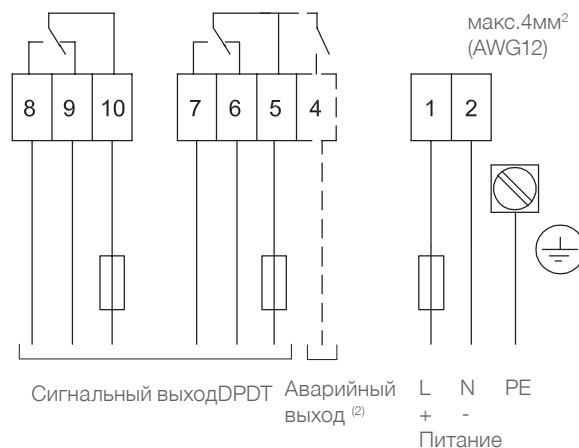 макс.4мм²
(AWG12)
8 9 10 7 6 5 4 1 2
Сигнальный выходDPDT
Аварийный
выход (2)
L N PE
+ -
Питание